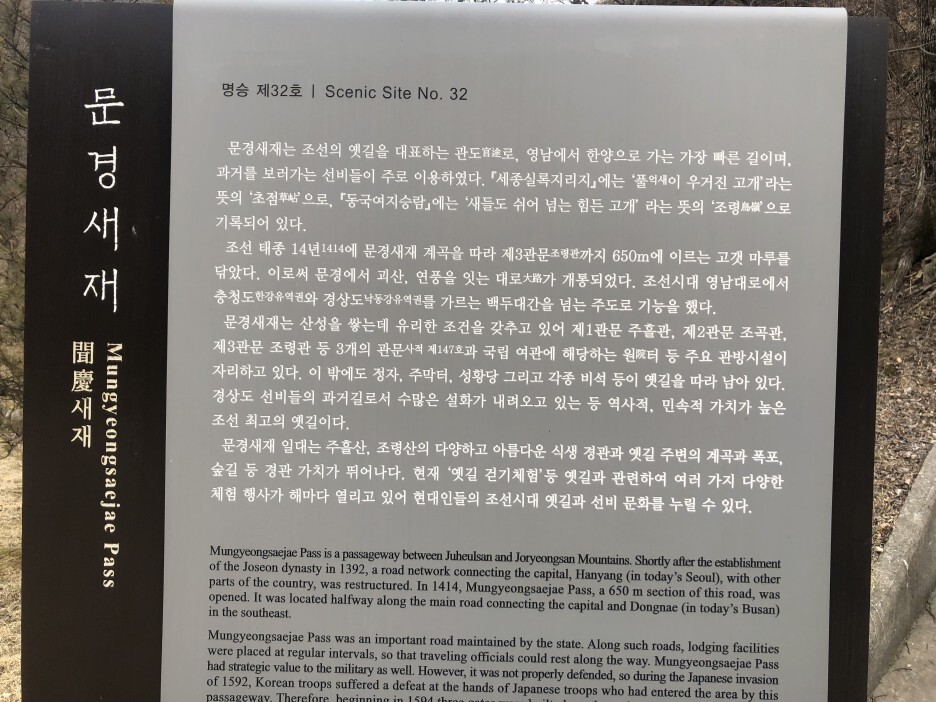 문경새재
聞慶새재
Mungyeongsaejae Pass
명승 제32호 | Scenic Site No. 32
문경새재는 조선의 옛길을 대표하는 관도官途로, 영남에서 한양으로 가는 가장 빠른 길이며,
과거를 보러가는 선비들이 주로 이용하였다. 『세종실록지리지』에는 '풀억새이 우거진 고개'라는
뜻의 '초점草岾'으로, 『동국여지승람』에는 '새들도 쉬어 넘는 힘든 고개' 라는 뜻의 '조령鳥嶺'으로
기록되어 있다.
조선 태종 14년1414에 문경새재 계곡을 따라 제3관문조령관까지 650m에 이르는 고갯 마루를
닦았다. 이로써 문경에서 괴산, 연풍을 잇는 대로大路가 개통되었다. 조선시대 영남대로에서
충청도한강유역권와 경상도낙동강유역권를 가르는 백두대간을 넘는 주도로 기능을 했다.
문경새재는 산성을 쌓는데 유리한 조건을 갖추고 있어 제1관문 주흘관, 제2관문 조곡관,
제3관문 조령관 등 3개의 관문사적 제147호과 국립 여관에 해당하는 원院터 등 주요 관방시설이
자리하고 있다. 이 밖에도 정자, 주막터, 성황당 그리고 각종 비석 등이 옛길을 따라 남아 있다.
경상도 선비들의 과거길로서 수많은 설화가 내려오고 있는 등 역사적, 민속적 가치가 높은
조선 최고의 옛길이다.
문경새재 일대는 주흘산, 조령산의 다양하고 아름다운 식생 경관과 옛길 주변의 계곡과 폭포,
숲길 등 경관 가치가 뛰어나다. 현재 '옛길 걷기체험'등 옛길과 관련하여 여러 가지 다양한
체험 행사가 해마다 열리고 있어 현대인들의 조선시대 옛길과 선비 문화를 누릴 수 있다.
Mungyeongsaejae Pass is a passageway between Juheulsan and Joryeongsan Mountains. Shortly after the establishment
of the Joseon dynasty in 1392, a road network connecting the capital, Hanyang (in today's Seoul), with other
parts of the country, was restructured. In 1414, Mungyeongsaejae Pass, a 650 m section of this road, was
opened. It was located halfway along the main road connecting the capital and Dongnae (in today's Busan)
in the southeast.
Mungyeongsaejae Pass was an important road maintained by the state. Along such roads, lodging facilities
were placed at regular intervals, so that traveling officials could rest along the way. Mungyeongsaejae Pass
had strategic value to the military as well. However, it was not properly defended, so during the Japanese invasion
of 1592, Korean troops suffered a defeat at the hands of Japanese troops who had entered the area by this
passageway. Therefore, beginning in 1594 three gates